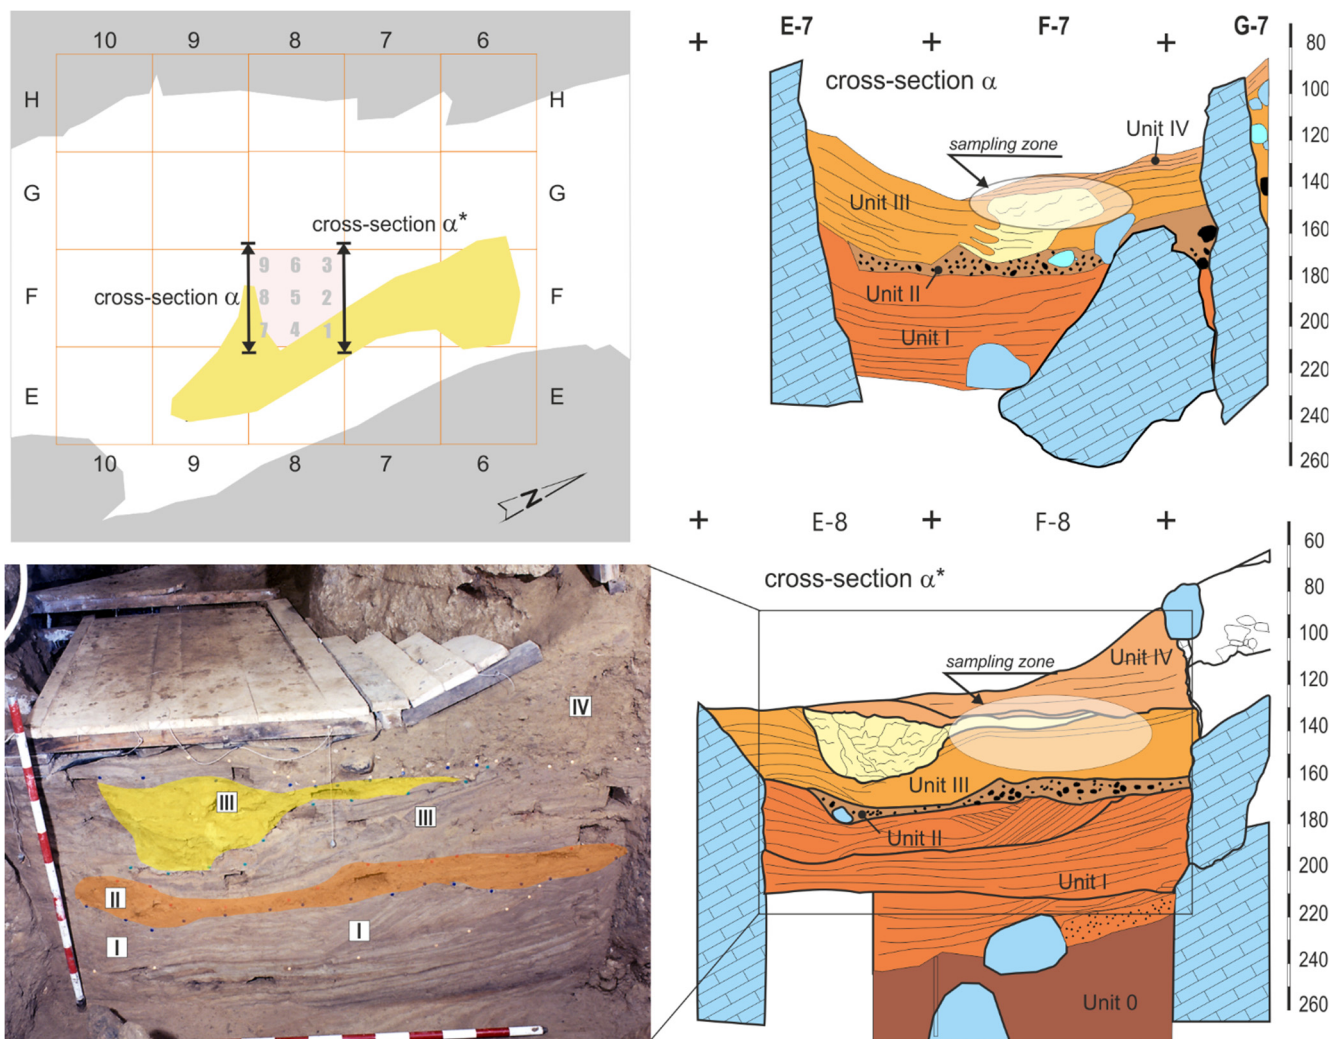 10 9 8 7 6
H H
G G
cross-section α*
9 6 3
F cross-section α 8 5 2 F
7 4 1
E E
10 9 8 7 6
N
E-7 F-7 G-7
cross-section α
sampling zone
Unit IV
Unit III
Unit II
Unit I
80
100
120
140
160
180
200
220
240
260
E-8 F-8
cross-section α*
sampling zone
Unit IV
Unit III
Unit II
Unit I
Unit 0
60
80
100
120
140
160
180
200
220
240
260
IV
III
III
II
I
I